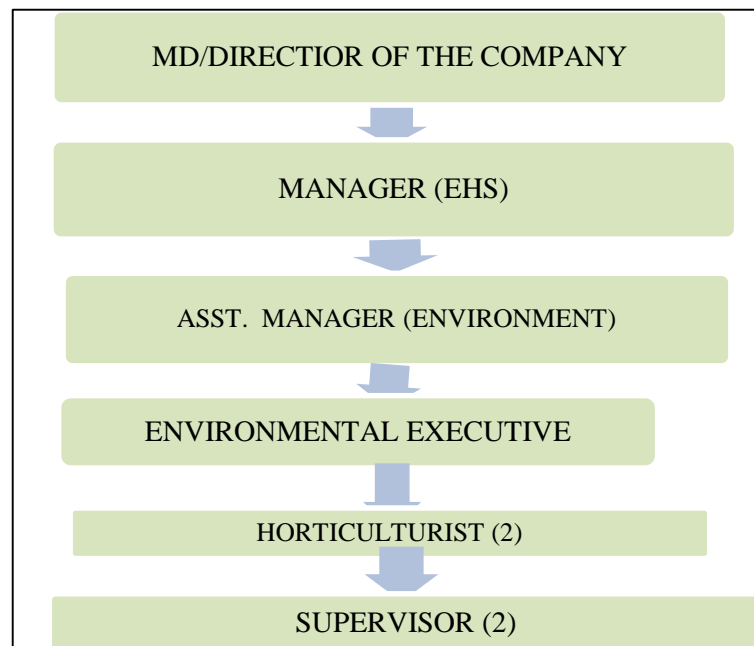 MD/DIRECTIOR OF THE COMPANY
MANAGER (EHS)
ASST. MANAGER (ENVIRONMENT)
ENVIRONMENTAL EXECUTIVE
HORTICULTURIST (2)
SUPERVISOR (2)